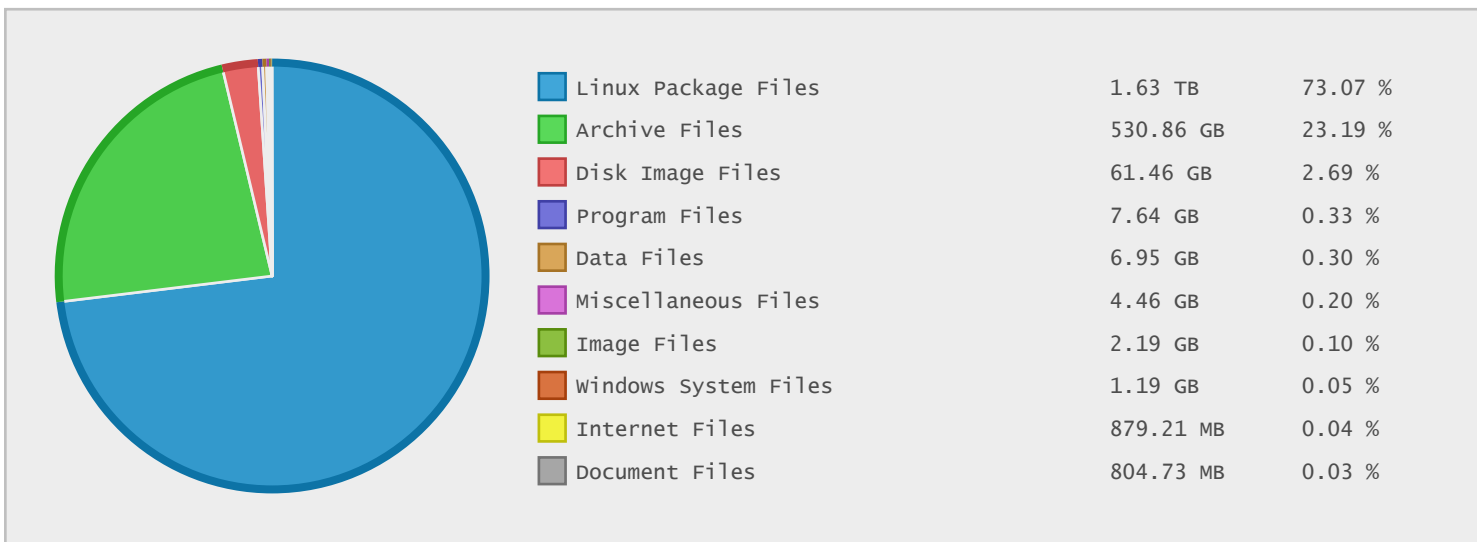 Linux Package Files 1.63 TB 73.07 %
Archive Files 530.86 GB 23.19 %
Disk Image Files 61.46 GB 2.69 %
Program Files 7.64 GB 0.33 %
Data Files 6.95 GB 0.30 %
Miscellaneous Files 4.46 GB 0.20 %
Image Files 2.19 GB 0.10 %
Windows System Files 1.19 GB 0.05 %
Internet Files 879.21 MB 0.04 %
Document Files 804.73 MB 0.03 %